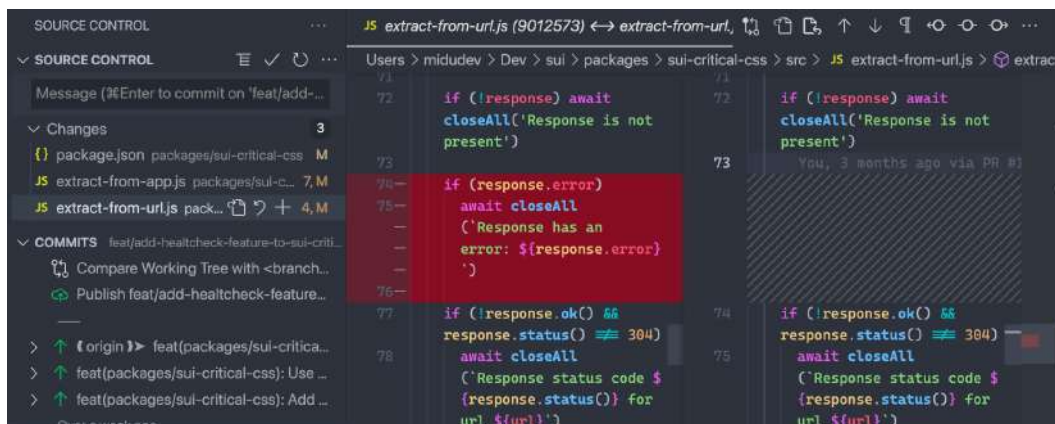 SOURCE CONTROL ···
SOURCE CONTROL ···
Message (⌘Enter to commit on 'feat/add-...
Changes 3
{} package.json packages/sui-critical-css M
JS extract-from-app.js packages/sui-c... 7, M
JS extract-from-url.js pack... 4, M
COMMITS feat/add-healtcheck-feature-to-sui-criti...
Compare Working Tree with <branch...
Publish feat/add-healtcheck-feature...
origin feat(packages/sui-critica...
feat(packages/sui-critical-css): Use ...
feat(packages/sui-critical-css): Add ...
JS extract-from-url.js (9012573) ⟷ extract-from-url.
Users > midudev > Dev > sui > packages > sui-critical-css > src > JS extract-from-url.js > extrac
71
72 if (!response) await
closeAll('Response is not
present')
73
74— if (response.error)
75— await closeAll
— (`Response has an
— error: ${response.error}
— `)
76—
77 if (!response.ok() &&
response.status() !== 304)
78 await closeAll
(`Response status code $
{response.status()} for
url ${url}`)
71
72 if (!response) await
closeAll('Response is not
present')
73 You, 3 months ago via PR #1
74 if (!response.ok() &&
response.status() !== 304)
75 await closeAll
(`Response status code $
{response.status()} for
url ${url}`)